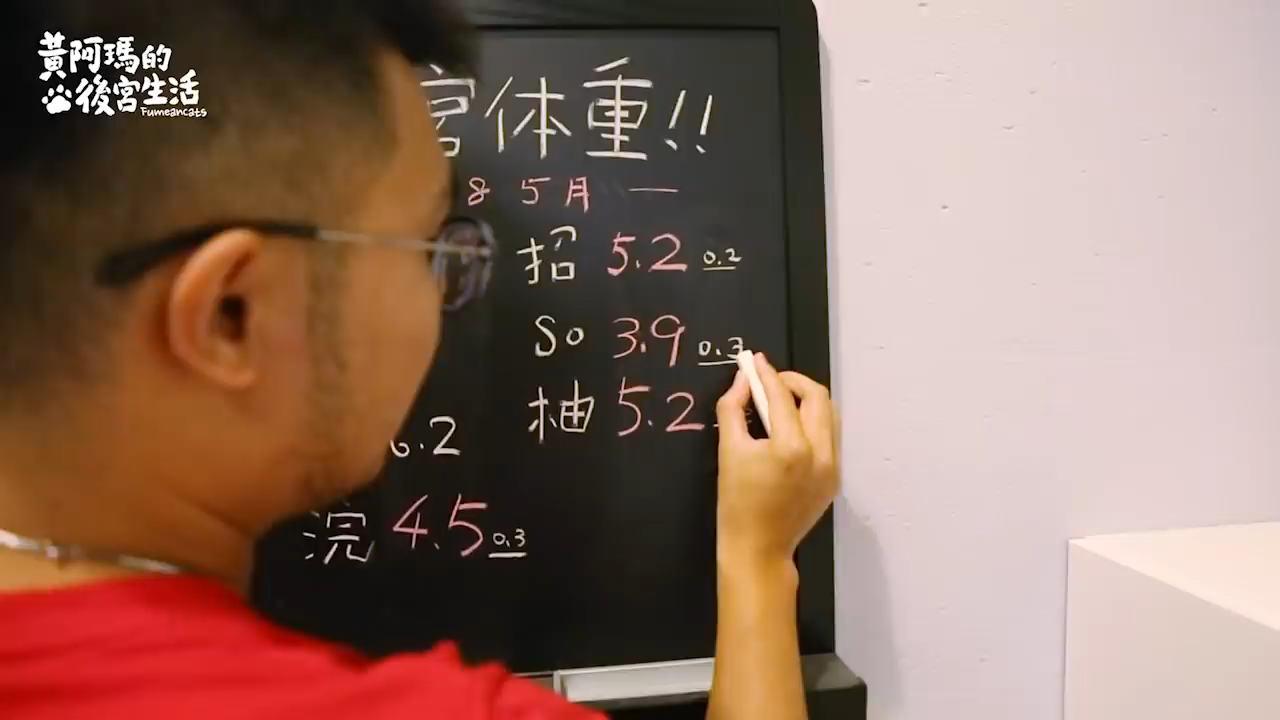 黃阿瑪的
後宮生活
Fumeancats
宮体重!!
8 5月 —
招 5.2 0.2
So 3.9 0.3
柚 5.2
0.2
浣 4.5 0.3